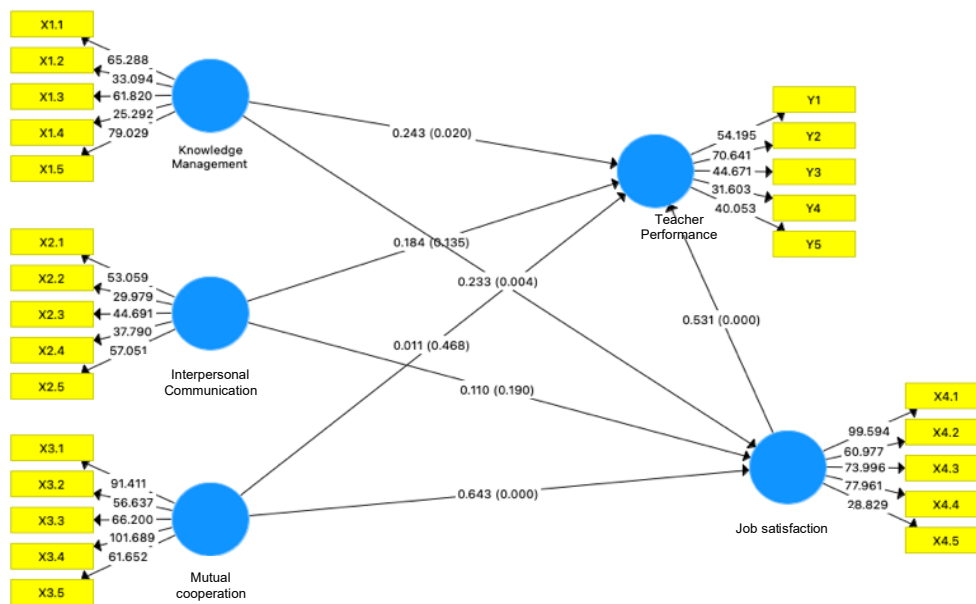 X1.1
X1.2
X1.3
X1.4
X1.5
65.288
33.094
61.820
25.292
79.029
Knowledge
Management
X2.1
X2.2
X2.3
X2.4
X2.5
53.059
29.979
44.691
37.790
57.051
Interpersonal
Communication
X3.1
X3.2
X3.3
X3.4
X3.5
91.411
56.637
66.200
101.689
61.652
Mutual
cooperation
0.243 (0.020)
0.184 (0.135)
0.233 (0.004)
0.011 (0.468)
0.110 (0.190)
0.643 (0.000)
0.531 (0.000)
Teacher
Performance
54.195
70.641
44.671
31.603
40.053
Y1
Y2
Y3
Y4
Y5
Job satisfaction
99.594
60.977
73.996
77.961
28.829
X4.1
X4.2
X4.3
X4.4
X4.5